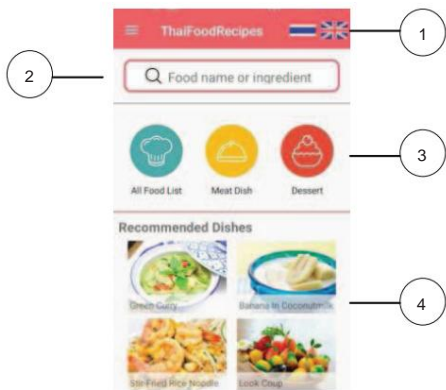 ThaiFoodRecipes
1
2
Food name or ingredient
3
All Food List Meat Dish Dessert
Recommended Dishes
Green Curry Banana In Coconutmilk
4
Stir-Fried Rice Noodle Look Coup